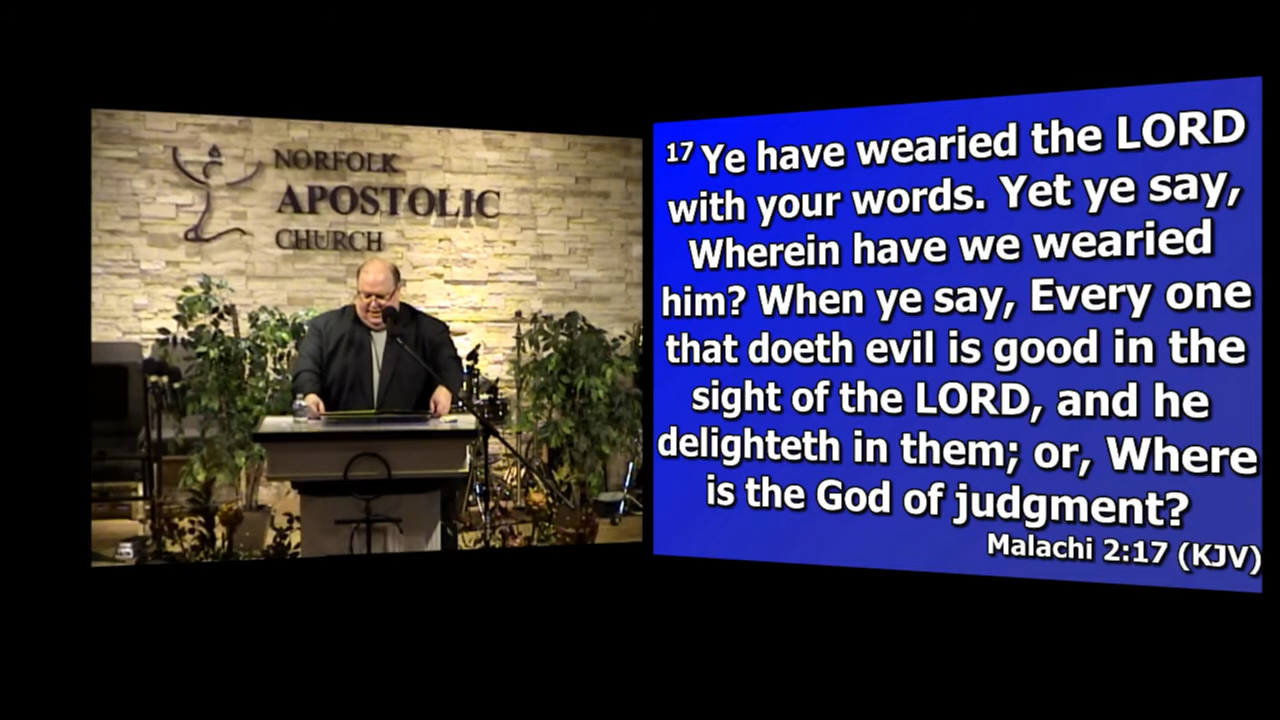 NORFOLK
APOSTOLIC
CHURCH
17 Ye have wearied the LORD
with your words. Yet ye say,
Wherein have we wearied
him? When ye say, Every one
that doeth evil is good in the
sight of the LORD, and he
delighteth in them; or, Where
is the God of judgment?
Malachi 2:17 (KJV)